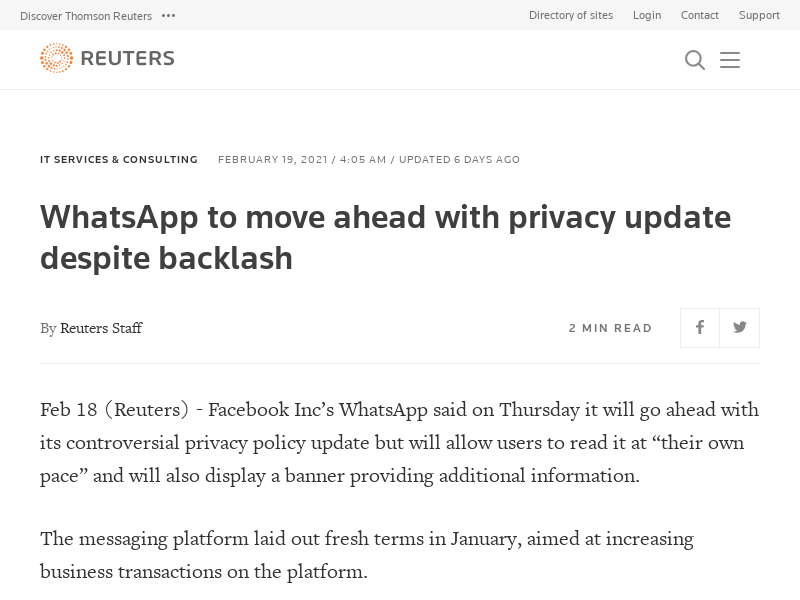 Discover Thomson Reuters
Directory of sites Login Contact Support
REUTERS
IT SERVICES & CONSULTING FEBRUARY 19, 2021 / 4:05 AM / UPDATED 6 DAYS AGO
WhatsApp to move ahead with privacy update
despite backlash
By Reuters Staff
2 MIN READ
Feb 18 (Reuters) - Facebook Inc’s WhatsApp said on Thursday it will go ahead with
its controversial privacy policy update but will allow users to read it at “their own
pace” and will also display a banner providing additional information.
The messaging platform laid out fresh terms in January, aimed at increasing
business transactions on the platform.